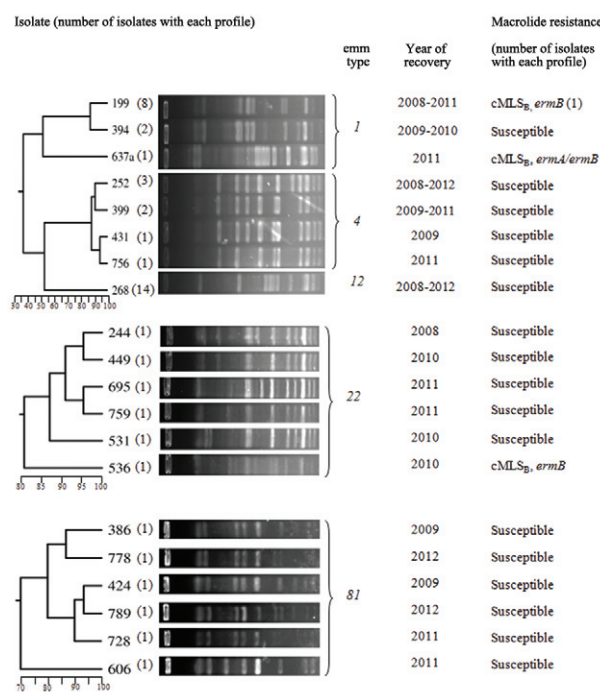 Isolate (number of isolates with each profile)
Macrolide resistance
emm type
Year of recovery
(number of isolates with each profile)
199 (8) 1 2008-2011 cMLSB, ermB (1)
394 (2) 2009-2010 Susceptible
637a (1) 2011 cMLSB, ermA/ermB
252 (3) 4 2008-2012 Susceptible
399 (2) 2009-2011 Susceptible
431 (1) 2009 Susceptible
756 (1) 2011 Susceptible
268 (14) 12 2008-2012 Susceptible
30 40 50 60 70 80 90 100
244 (1) 22 2008 Susceptible
449 (1) 2010 Susceptible
695 (1) 2011 Susceptible
759 (1) 2011 Susceptible
531 (1) 2010 Susceptible
536 (1) 2010 cMLSB, ermB
80 85 90 95 100
386 (1) 81 2009 Susceptible
778 (1) 2012 Susceptible
424 (1) 2009 Susceptible
789 (1) 2012 Susceptible
728 (1) 2011 Susceptible
606 (1) 2011 Susceptible
70 80 90 100